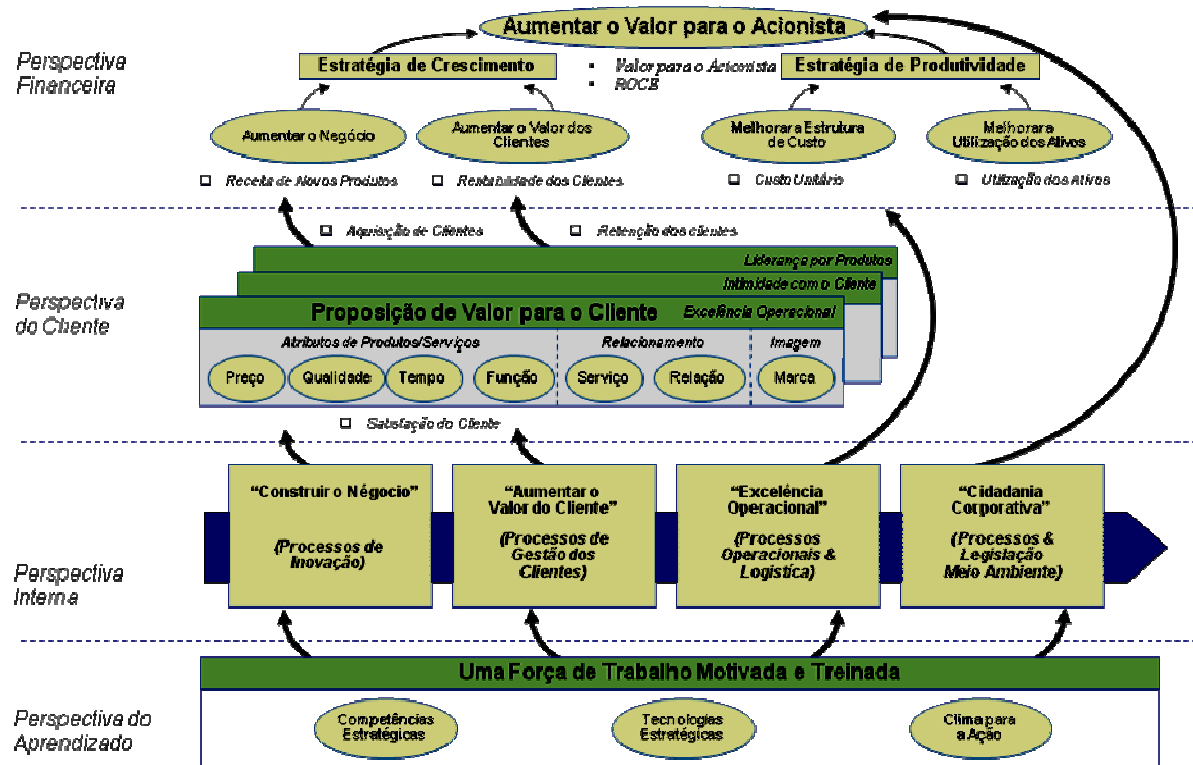 Aumentar o Valor para o Acionista
Perspectiva
Financeira
Estratégia de Crescimento
Valor para o Acionista
ROCE
Estratégia de Produtividade
Aumentar o Negócio
Aumentar o Valor dos
Clientes
Melhorar a Estrutura
de Custo
Melhorar a
Utilização dos Ativos
Receita de Novos Produtos
Rentabilidade dos Clientes
Custo Unitário
Utilização dos Ativos
Aquisição de Clientes
Retenção dos clientes
Perspectiva
do Cliente
Liderança por Produtos
Intimidade com o Cliente
Proposição de Valor para o Cliente
Excelência Operacional
Atributos de Produtos/Serviços
Relacionamento
Imagem
Preço
Qualidade
Tempo
Função
Serviço
Relação
Marca
Satisfação do Cliente
Perspectiva
Interna
“Construir o Négocio”
(Processos de
Inovação)
“Aumentar o
Valor do Cliente”
(Processos de
Gestão dos
Clientes)
“Excelência
Operacional”
(Processos
Operacionais &
Logística)
“Cidadania
Corporativa”
(Processos &
Legislação
Meio Ambiente)
Uma Força de Trabalho Motivada e Treinada
Perspectiva do
Aprendizado
Competências
Estratégicas
Tecnologias
Estratégicas
Clima para
a Ação